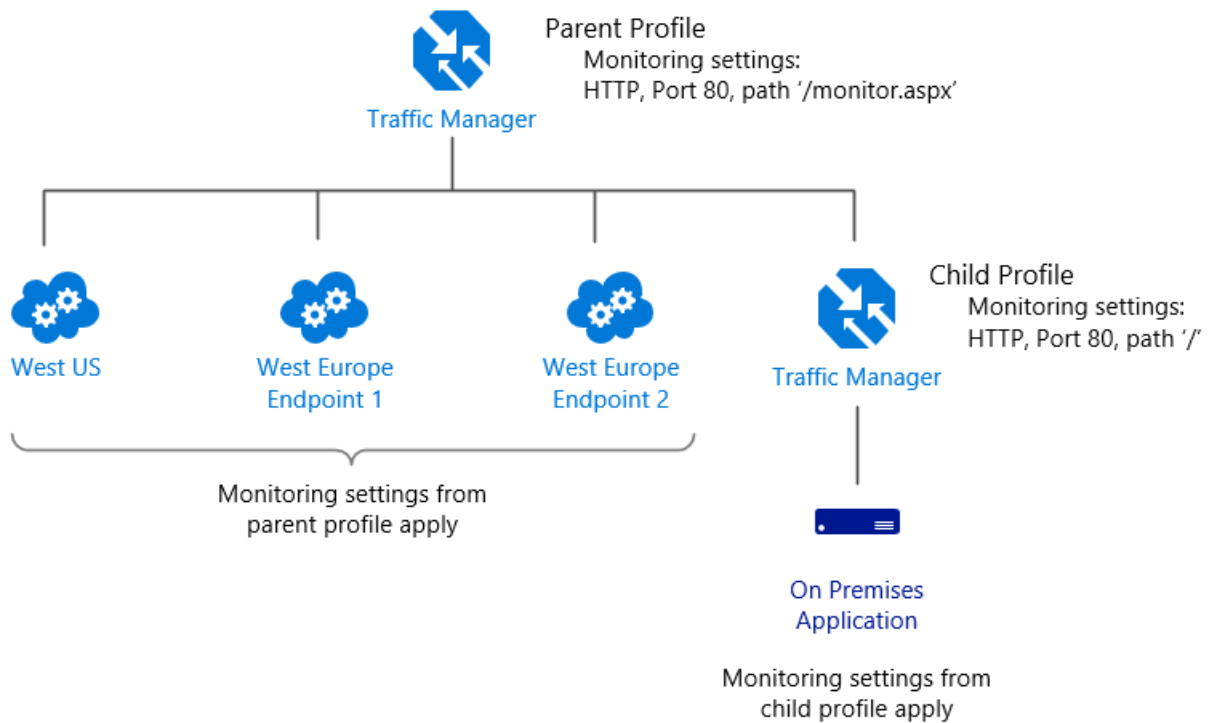 Parent Profile
Monitoring settings:
HTTP, Port 80, path ‘/monitor.aspx’
Traffic Manager
West US
West Europe
Endpoint 1
West Europe
Endpoint 2
Child Profile
Monitoring settings:
HTTP, Port 80, path ‘/’
Traffic Manager
Monitoring settings from
parent profile apply
On Premises
Application
Monitoring settings from
child profile apply